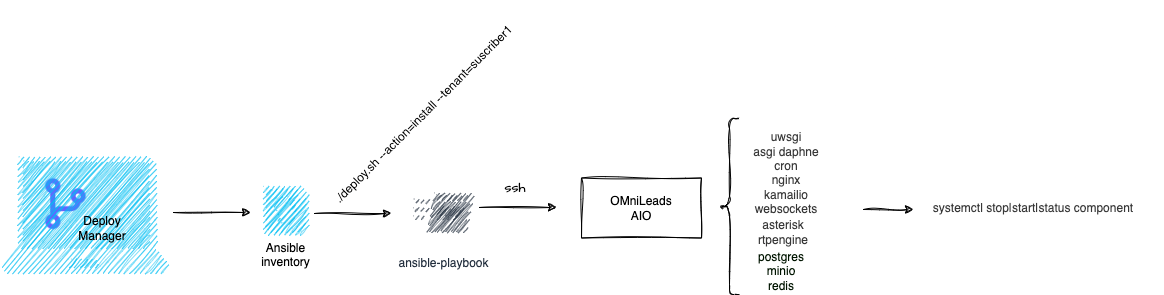 Deploy
Manager
Ansible
inventory
./deploy.sh --action=install --tenant=suscriber1
ansible-playbook
ssh
OMniLeads
AIO
uwsgi
asgi daphne
cron
nginx
kamailio
websockets
asterisk
rtpengine
postgres
minio
redis
systemctl stop|start|status component